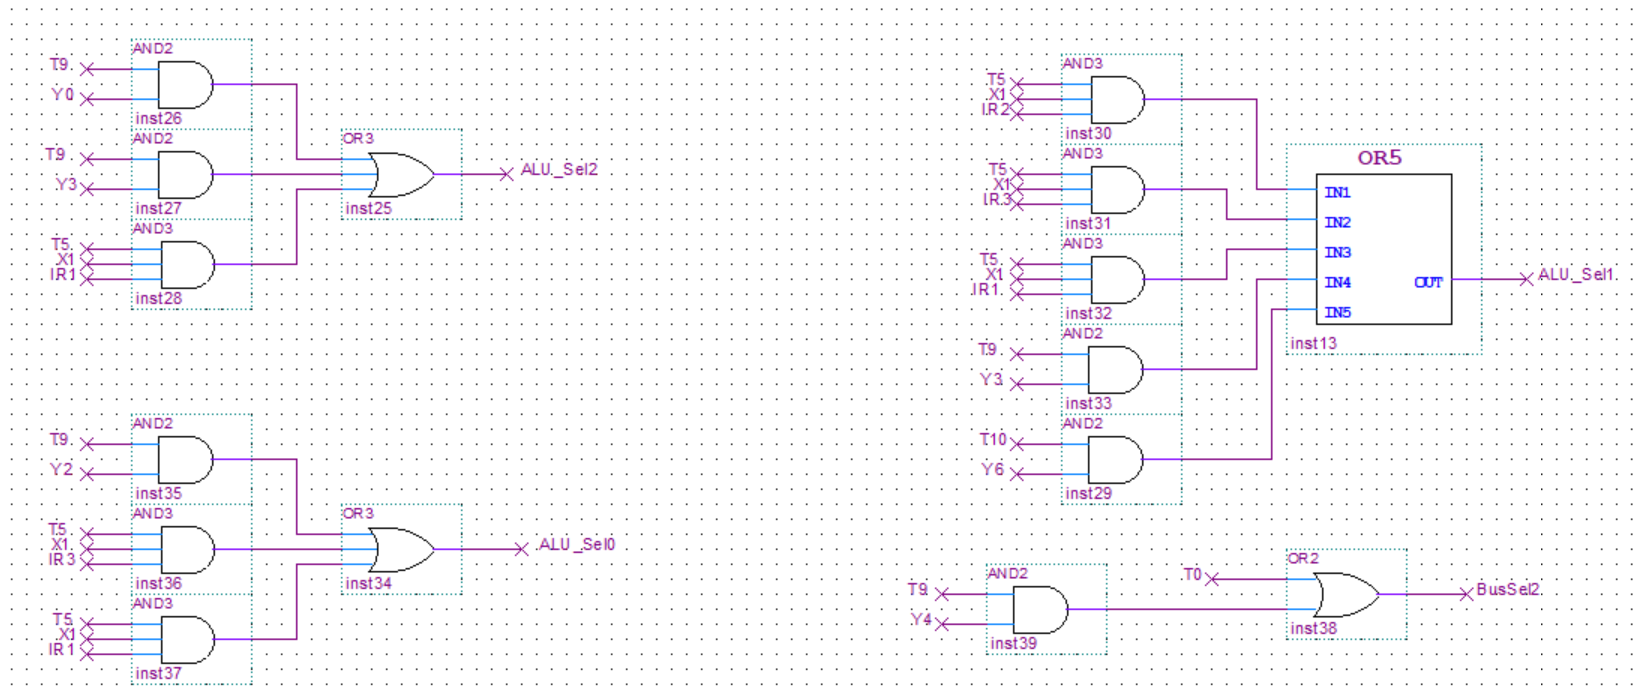 AND2
T9
Y0
inst26
AND2
T9
Y3
inst27
AND3
T5
X1
IR1
inst28
OR3
inst25
ALU_Sel2
AND3
T5
X1
IR2
inst30
AND3
T5
X1
IR3
inst31
AND3
T5
X1
IR1
inst32
AND2
T9
Y3
inst33
AND2
T10
Y6
inst29
OR5
IN1
IN2
IN3
IN4
IN5
OUT
inst13
ALU_Sel1
AND2
T9
Y2
inst35
AND3
T5
X1
IR3
inst36
AND3
T5
X1
IR1
inst37
OR3
inst34
ALU_Sel0
AND2
T9
Y4
inst39
T0
OR2
inst38
BusSel2